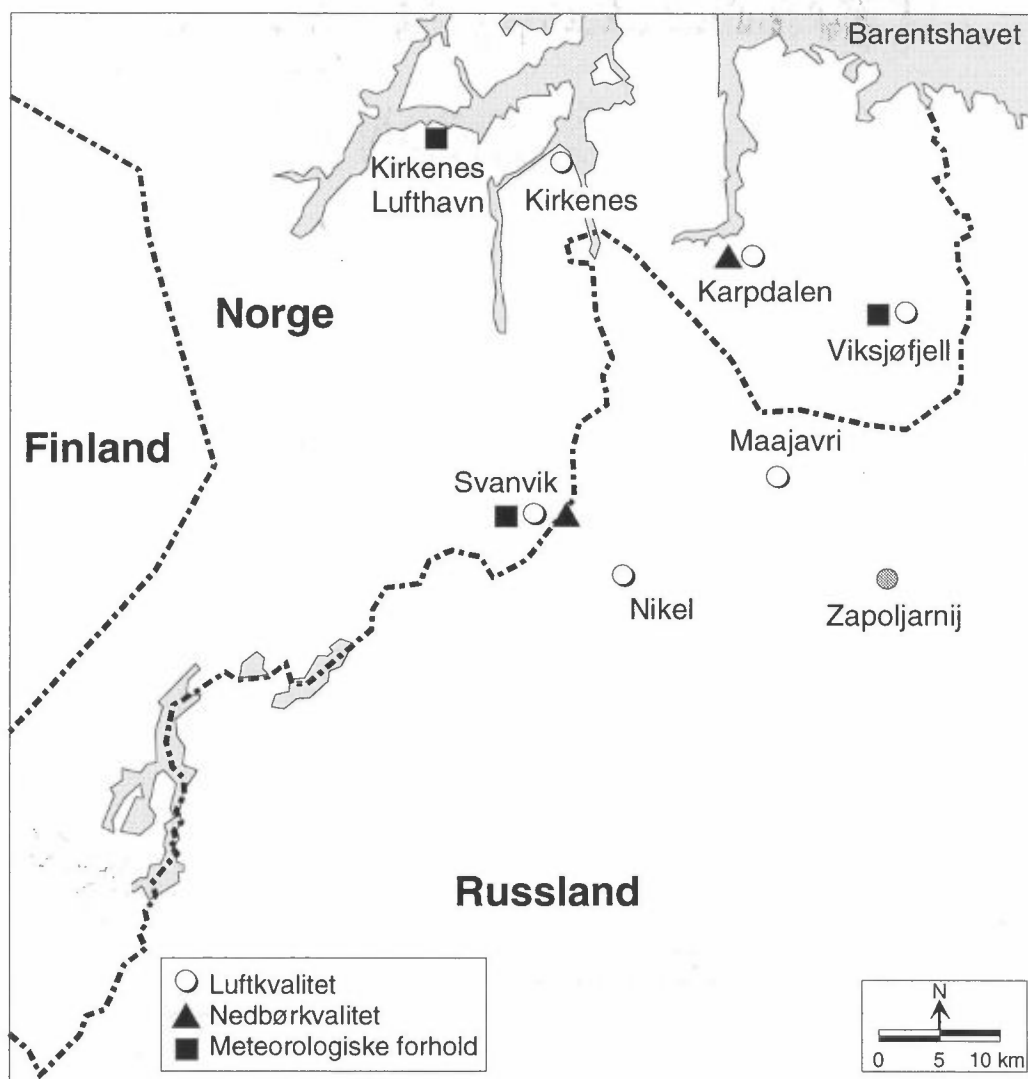 Barentshavet
Kirkenes
Lufthavn
Kirkenes
Karpdalen
Norge
Viksjøfjell
Finland
Maajavri
Svanvik
Nikel
Zapoljarnij
Russland
Luftkvalitet
Nedbørkvalitet
Meteorologiske forhold
N
0 5 10 km